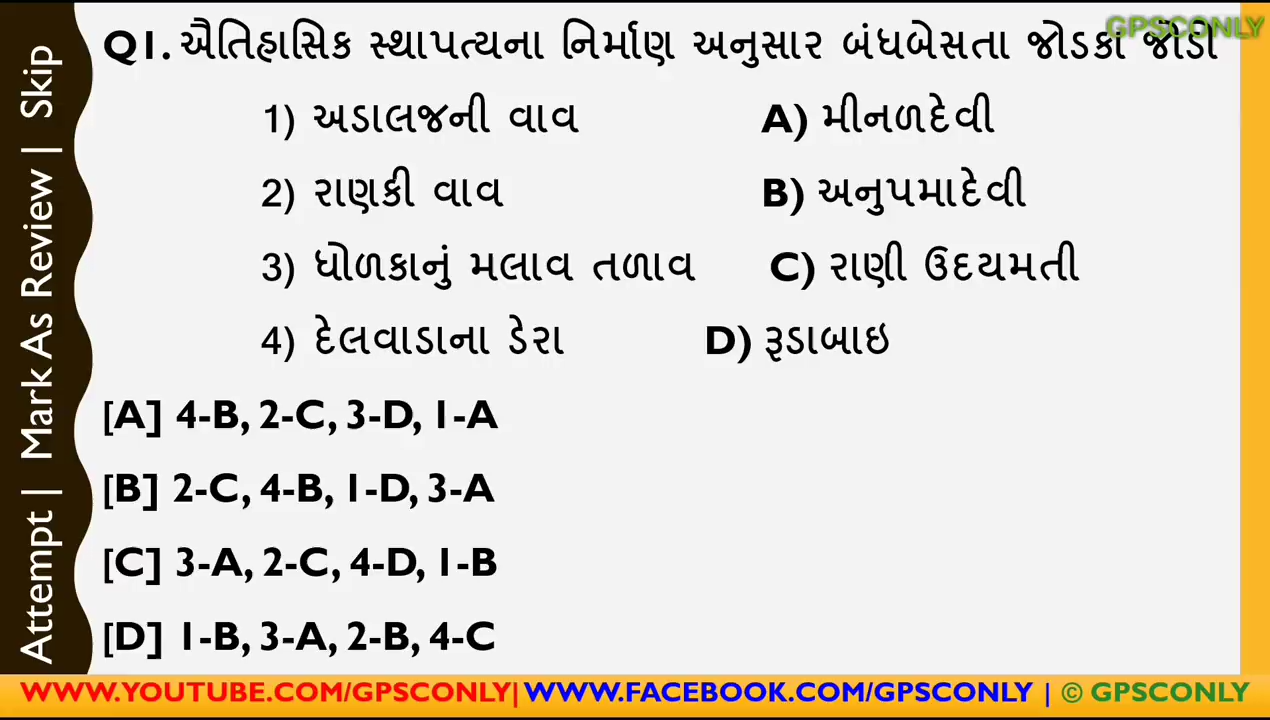 GPSCONLY
Q1. ઐતિહાસિક સ્થાપત્યના નિર્માણ અનુસાર બંધબેસતા જોડકા જોડો
1) અડાલજની વાવ A) મીનળદેવી
2) રાણકી વાવ B) અનુપમાદેવી
3) ધોળકાનું મલાવ તળાવ C) રાણી ઉદયમતી
4) દેલવાડાના ડેરા D) રૂડાબાઇ
[A] 4-B, 2-C, 3-D, 1-A
[B] 2-C, 4-B, 1-D, 3-A
[C] 3-A, 2-C, 4-D, 1-B
[D] 1-B, 3-A, 2-B, 4-C
Attempt | Mark As Review | Skip
WWW.YOUTUBE.COM/GPSCONLY| WWW.FACEBOOK.COM/GPSCONLY | © GPSCONLY